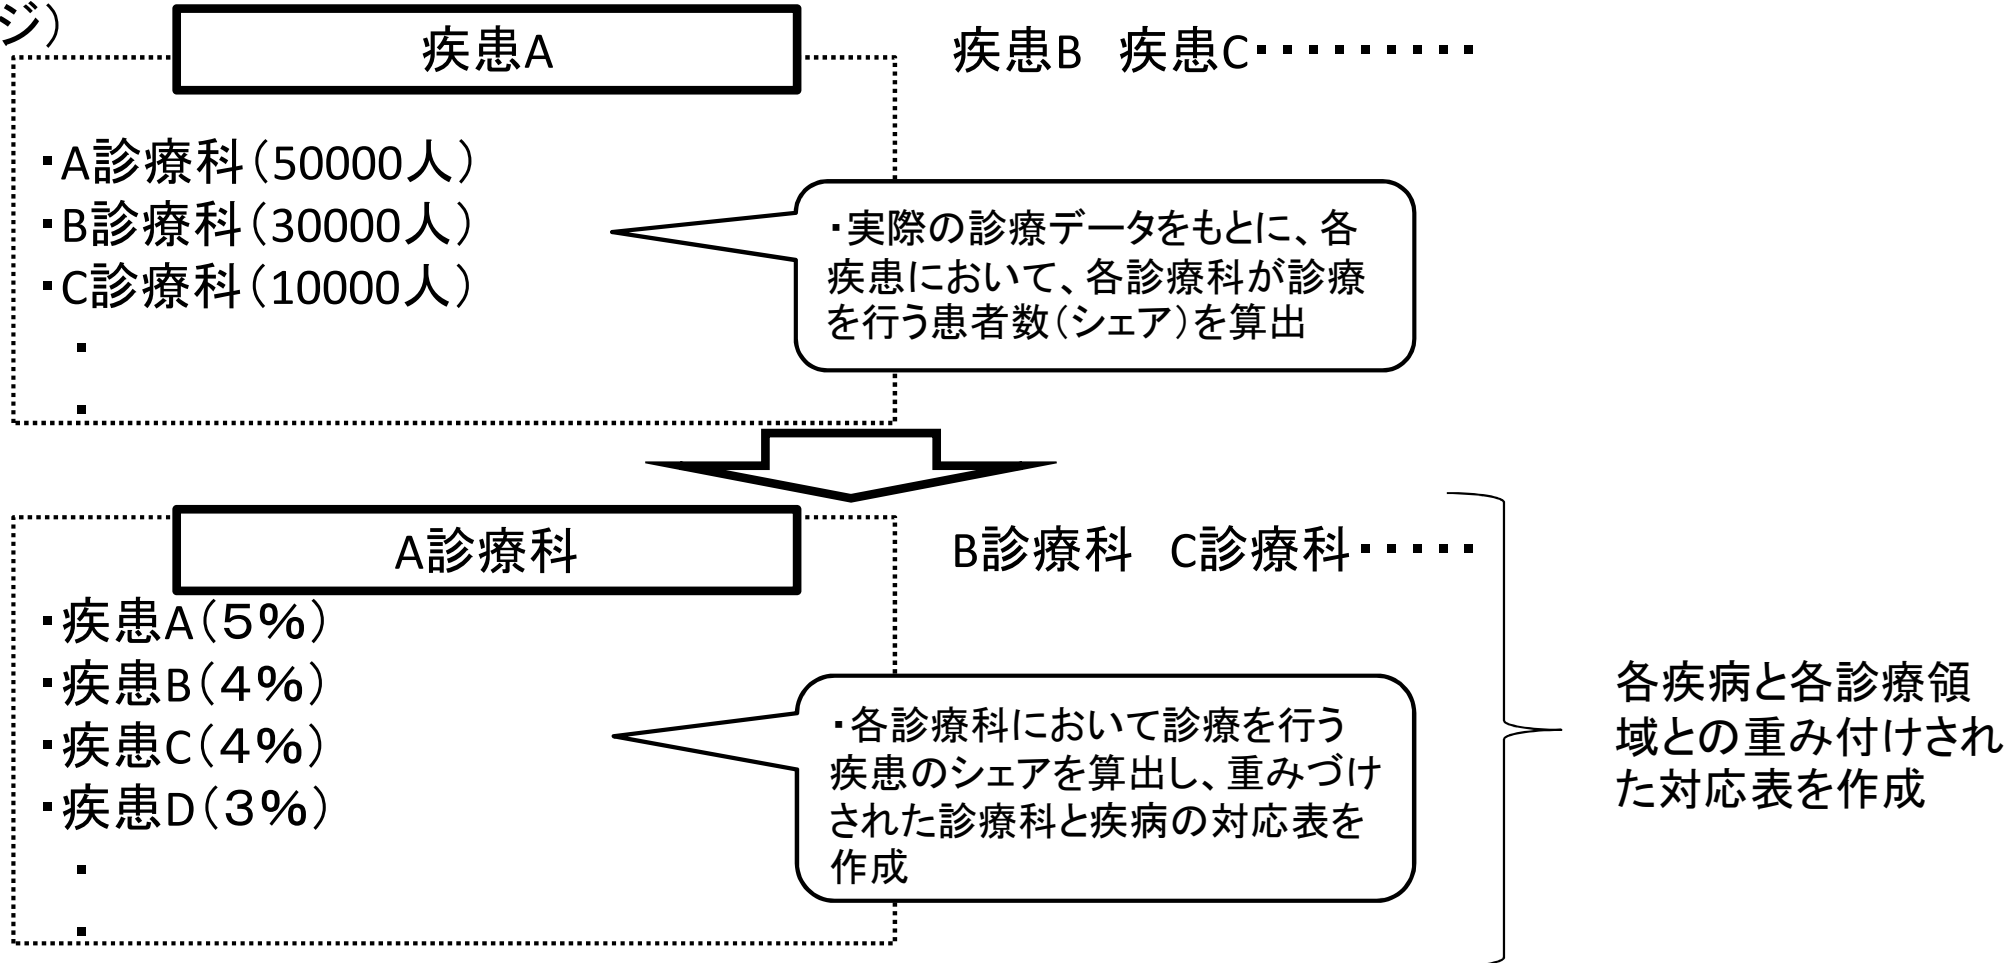 ジ）
疾患A
疾患B　疾患C・・・・・・・・・
・A診療科（50000人）
・B診療科（30000人）
・C診療科（10000人）
・
・
・実際の診療データをもとに、各
疾患において、各診療科が診療
を行う患者数（シェア）を算出
A診療科
B診療科　C診療科・・・・・
・疾患A（５％）
・疾患B（４％）
・疾患C（４％）
・疾患D（３％）
・
・
・各診療科において診療を行う
疾患のシェアを算出し、重みづけ
された診療科と疾病の対応表を
作成
各疾病と各診療領
域との重み付けされ
た対応表を作成